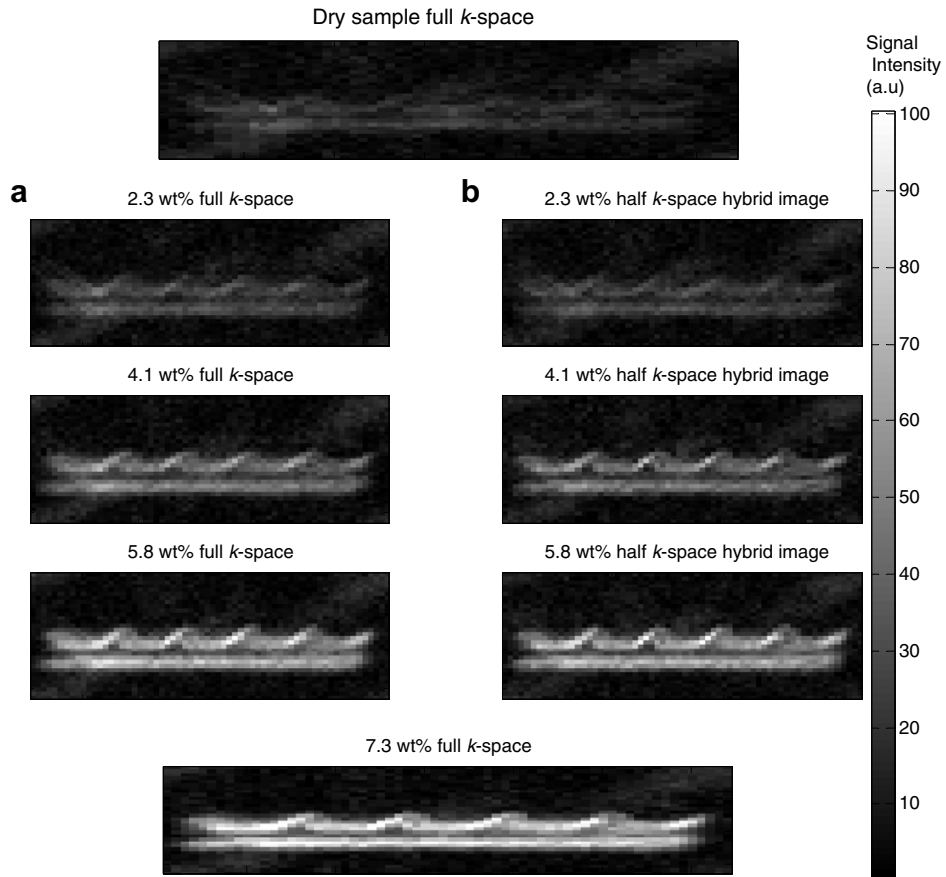 Dry sample full k-space
Signal
Intensity
(a.u)
100
90
80
70
60
50
40
30
20
10
a
2.3 wt% full k-space
b
2.3 wt% half k-space hybrid image
4.1 wt% full k-space
4.1 wt% half k-space hybrid image
5.8 wt% full k-space
5.8 wt% half k-space hybrid image
7.3 wt% full k-space